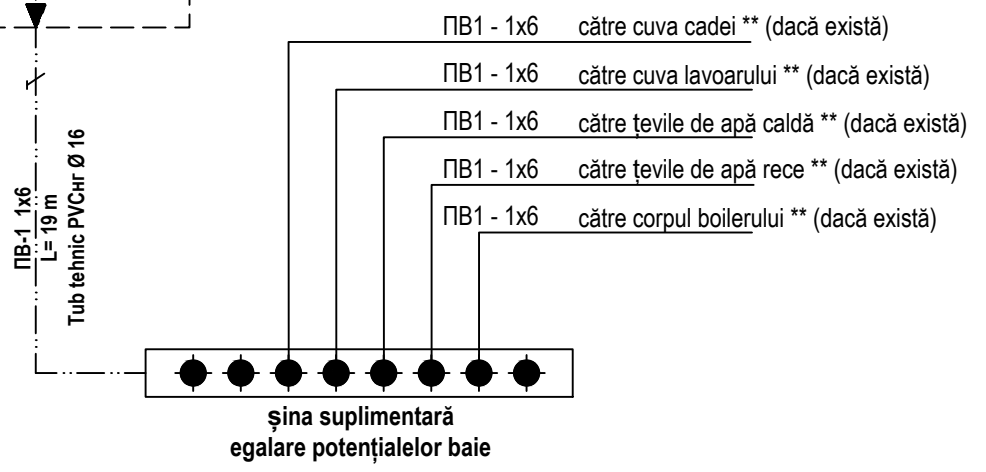 ПВ1 - 1x6 către cuva cadei ** (dacă există)
ПВ1 - 1x6 către cuva lavoarului ** (dacă există)
ПВ1 - 1x6 către țevile de apă caldă ** (dacă există)
ПВ1 - 1x6 către țevile de apă rece ** (dacă există)
ПВ1 - 1x6 către corpul boilerului ** (dacă există)
ПВ-1 1x6
L= 19 m
Tub tehnic PVCнг Ø 16
șina suplimentară
egalare potențialelor baie